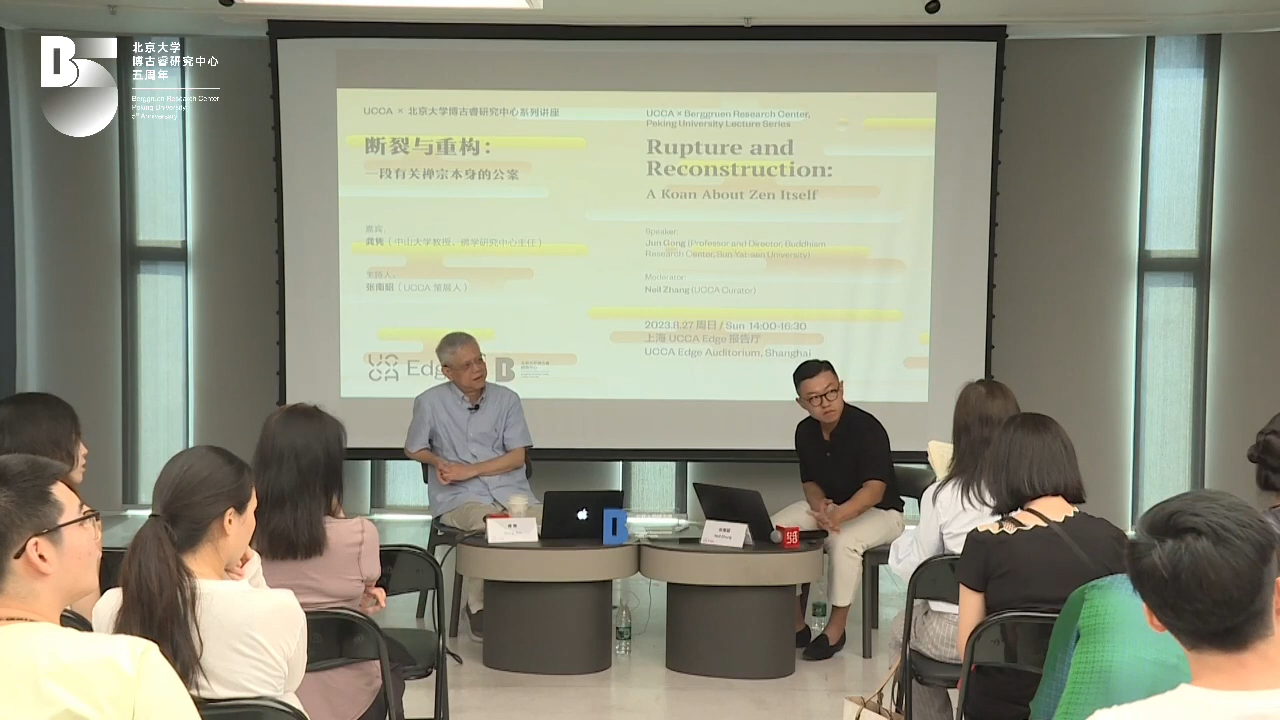 北京大学
博古睿研究中心
五周年
Berggruen Research Center
Peking University
5th Anniversary
UCCA × 北京大学博古睿研究中心系列讲座
断裂与重构：
一段有关禅宗本身的公案
嘉宾：
龚隽（中山大学教授、佛学研究中心主任）
主持人：
张南昭（UCCA 策展人）
UCCA × Berggruen Research Center,
Peking University Lecture Series
Rupture and
Reconstruction:
A Koan About Zen Itself
Speaker:
Jun Gong (Professor and Director, Buddhism
Research Center, Sun Yat-sen University)
Moderator:
Neil Zhang (UCCA Curator)
2023.8.27 周日 / Sun 14:00-16:30
上海 UCCA Edge 报告厅
UCCA Edge Auditorium, Shanghai
UCCA Edge
B
Neil Zhang
B